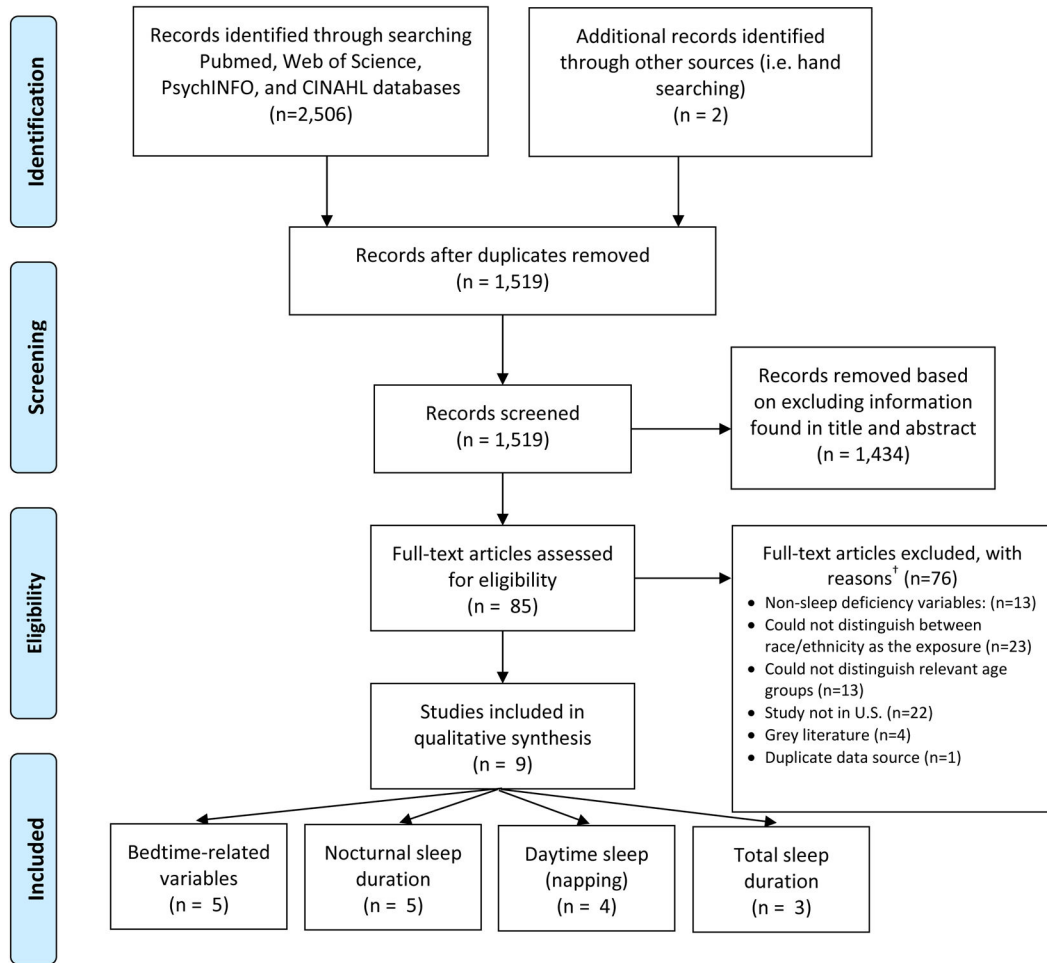 Identification
Records identified through searching
Pubmed, Web of Science,
PsychINFO, and CINAHL databases
(n=2,506)
Additional records identified
through other sources (i.e. hand
searching)
(n = 2)
Records after duplicates removed
(n = 1,519)
Screening
Records screened
(n = 1,519)
Records removed based
on excluding information
found in title and abstract
(n = 1,434)
Eligibility
Full-text articles assessed
for eligibility
(n = 85)
Full-text articles excluded, with
reasons† (n=76)
• Non-sleep deficiency variables: (n=13)
• Could not distinguish between
race/ethnicity as the exposure (n=23)
• Could not distinguish relevant age
groups (n=13)
• Study not in U.S. (n=22)
• Grey literature (n=4)
• Duplicate data source (n=1)
Studies included in
qualitative synthesis
(n = 9)
Included
Bedtime-related
variables
(n = 5)
Nocturnal sleep
duration
(n = 5)
Daytime sleep
(napping)
(n = 4)
Total sleep
duration
(n = 3)